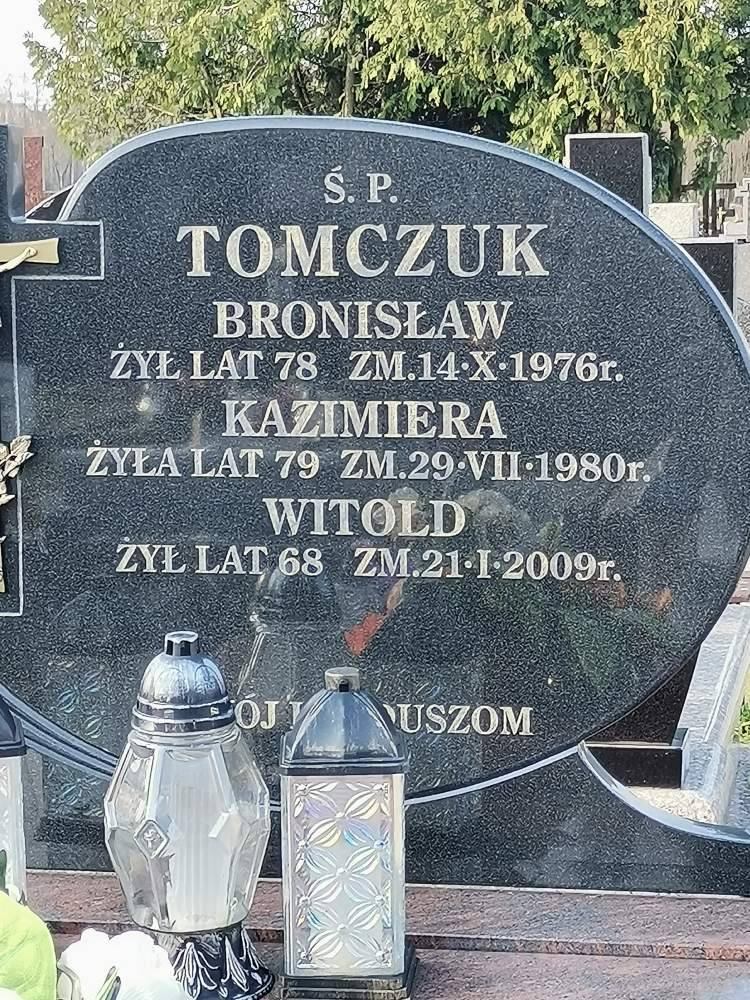 Ś. P.
TOMCZUK
BRONISŁAW
ŻYŁ LAT 78 ZM.14·X·1976r.
KAZIMIERA
ŻYŁA LAT 79 ZM.29·VII·1980r.
WITOLD
ŻYŁ LAT 68 ZM.21·I·2009r.
DUSZOM